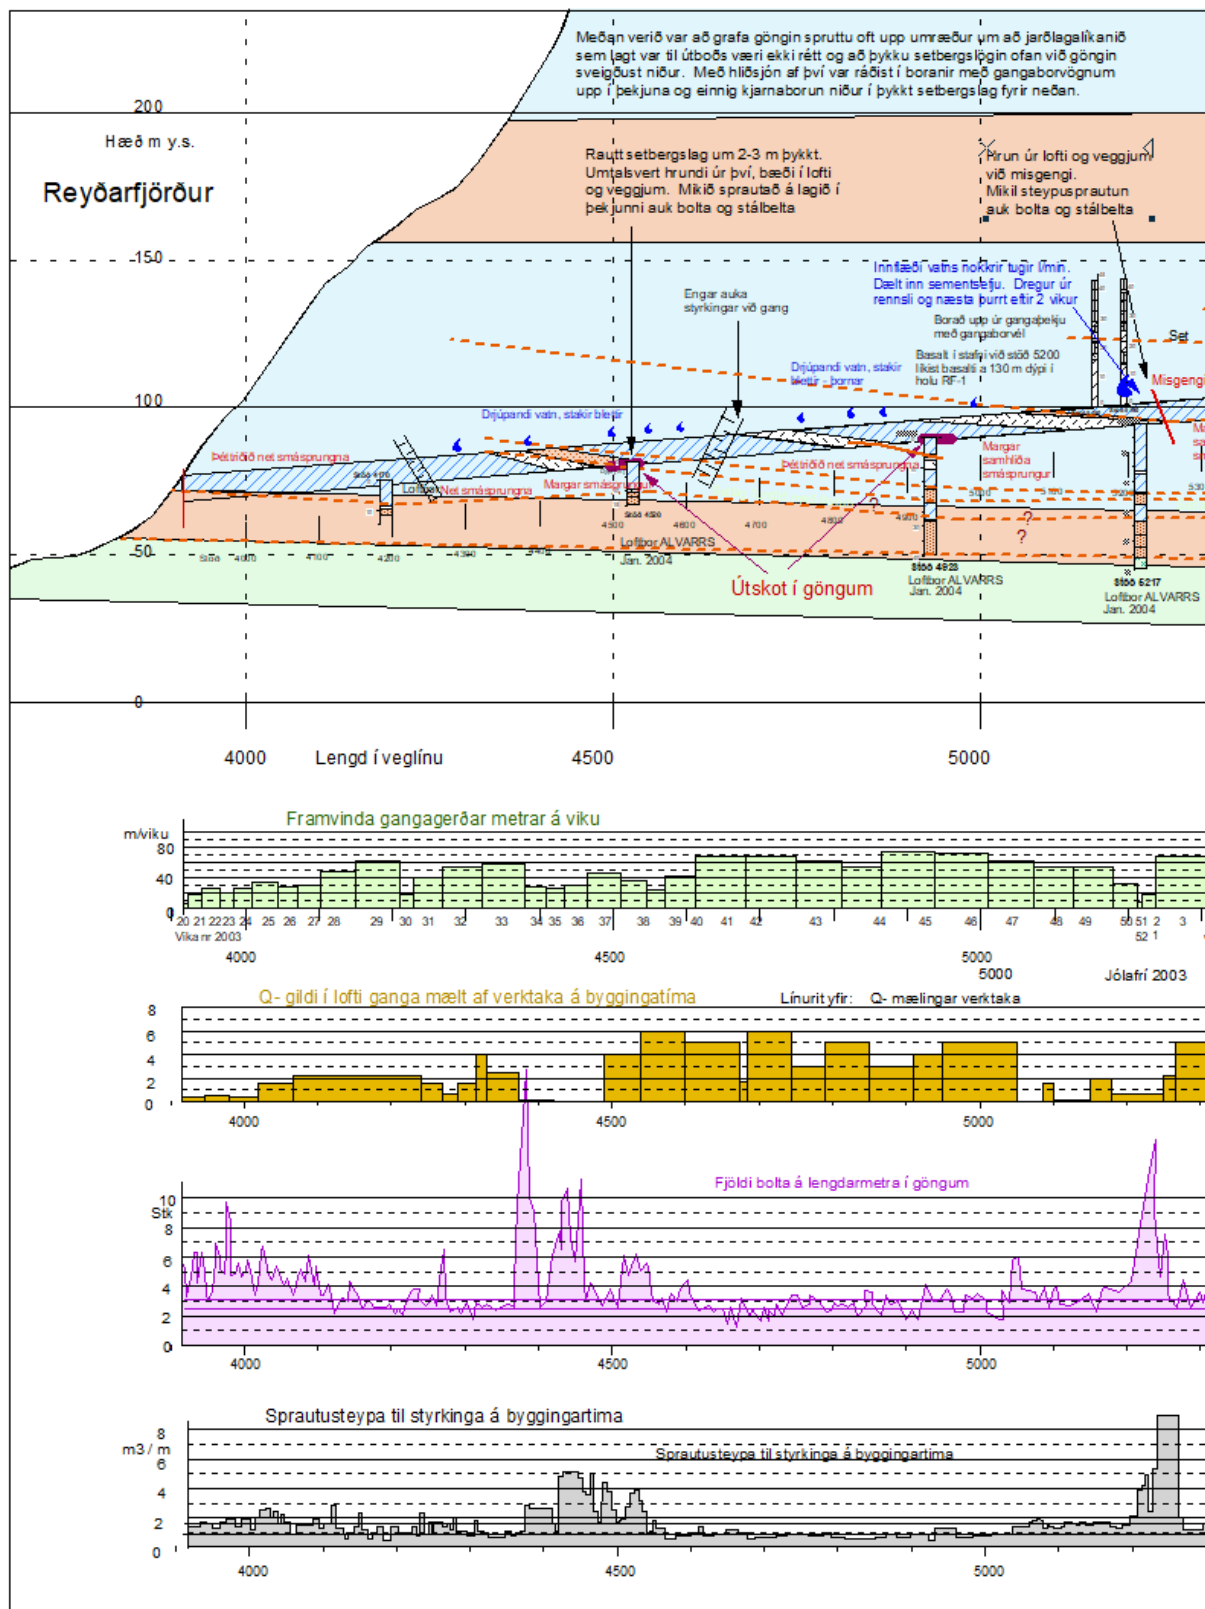 Meðan verið var að grafa göngin spruttu oft upp umræður um að jarðlagalíkanið
sem lagt var til útboðs væri ekki rétt og að þykku setbergslögin ofan við göngin
sveigðust niður. Með hliðsjón af því var ráðist í boranir með gangaborvögnum
upp í þekjuna og einnig kjarnaborun niður í þykkt setbergslag fyrir neðan.
200
Hæð m y.s.
Reyðarfjörður
Rautt setbergslag um 2-3 m þykkt.
Umtalsvert hrundi úr því, bæði í lofti
og veggjum. Mikið sprautað á lagið í
þekjunni auk bolta og stálbelta
Hrun úr lofti og veggjum
við misgengi.
Mikil steypusprautun
auk bolta og stálbelta
150
Innflæði vatns nokkrir tugir l/min.
Dælt inn sementsefju. Dregur úr
rennsli og næsta þurrt eftir 2 vikur
Engar auka
styrkingar við gang
Borað upp úr gangaþekju
með gangaborvél
Set
Basalt í stafni við stöð 5200
líkist basalti a 130 m dýpi í
holu RF-1
Drjúpandi vatn, stakir
blettir - bornar
Misgengi
100
Drjúpandi vatn, stakir blettir
Þéttriðið net smásprungna
Net smásprungna
Margar smásprungur
Þéttriðið net smásprungna
Margar
samhliða
smásprungur
Stöð 4170
Stöð 4520
Loftbor ALVARRS
Jan. 2004
Stöð 4923
Loftbor ALVARRS
Jan. 2004
Stöð 5217
Loftbor ALVARRS
Jan. 2004
?
?
?
50
Stöð 4000 4100 4200 4300 4400 4500 4600 4700 4800 4900 5000 5100 5200 530
Útskot í göngum
0
4000 Lengd í veglínu 4500 5000
Framvinda gangagerðar metrar á viku
m/viku
80
40
0
20 21 22 23 24 25 26 27 28 29 30 31 32 33 34 35 36 37 38 39 40 41 42 43 44 45 46 47 48 49 50 51 2 3
Vika nr 2003
52 1
4000 4500 5000
5000 Jólafrí 2003
Q- gildi í lofti ganga mælt af verktaka á byggingatíma
Línurit yfir: Q- mælingar verktaka
8
6
4
2
0
4000 4500 5000
Fjöldi bolta á lengdarmetra í göngum
10
Stk
8
6
4
2
0
4000 4500 5000
Sprautusteypa til styrkinga á byggingartima
8
m3 / m
Sprautusteypa til styrkinga á byggingartima
6
4
2
0
4000 4500 5000